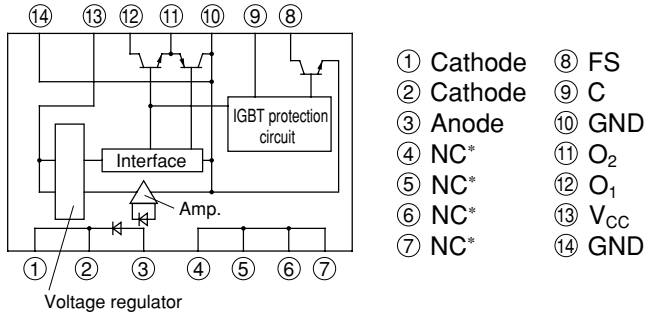 ⑭ ⑬ ⑫ ⑪ ⑩ ⑨ ⑧
IGBT protection
circuit
Interface
Amp.
① ② ③ ④ ⑤ ⑥ ⑦
Voltage regulator
① Cathode
② Cathode
③ Anode
④ NC*
⑤ NC*
⑥ NC*
⑦ NC*
⑧ FS
⑨ C
⑩ GND
⑪ O₂
⑫ O₁
⑬ VCC
⑭ GND